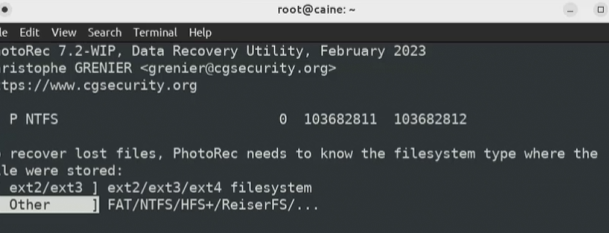 root@caine: ~
le Edit View Search Terminal Help
otoRec 7.2-WIP, Data Recovery Utility, February 2023
ristophe GRENIER <grenier@cgsecurity.org>
tps://www.cgsecurity.org
P NTFS 0 103682811 103682812
recover lost files, PhotoRec needs to know the filesystem type where the
le were stored:
ext2/ext3 ] ext2/ext3/ext4 filesystem
Other ] FAT/NTFS/HFS+/ReiserFS/...